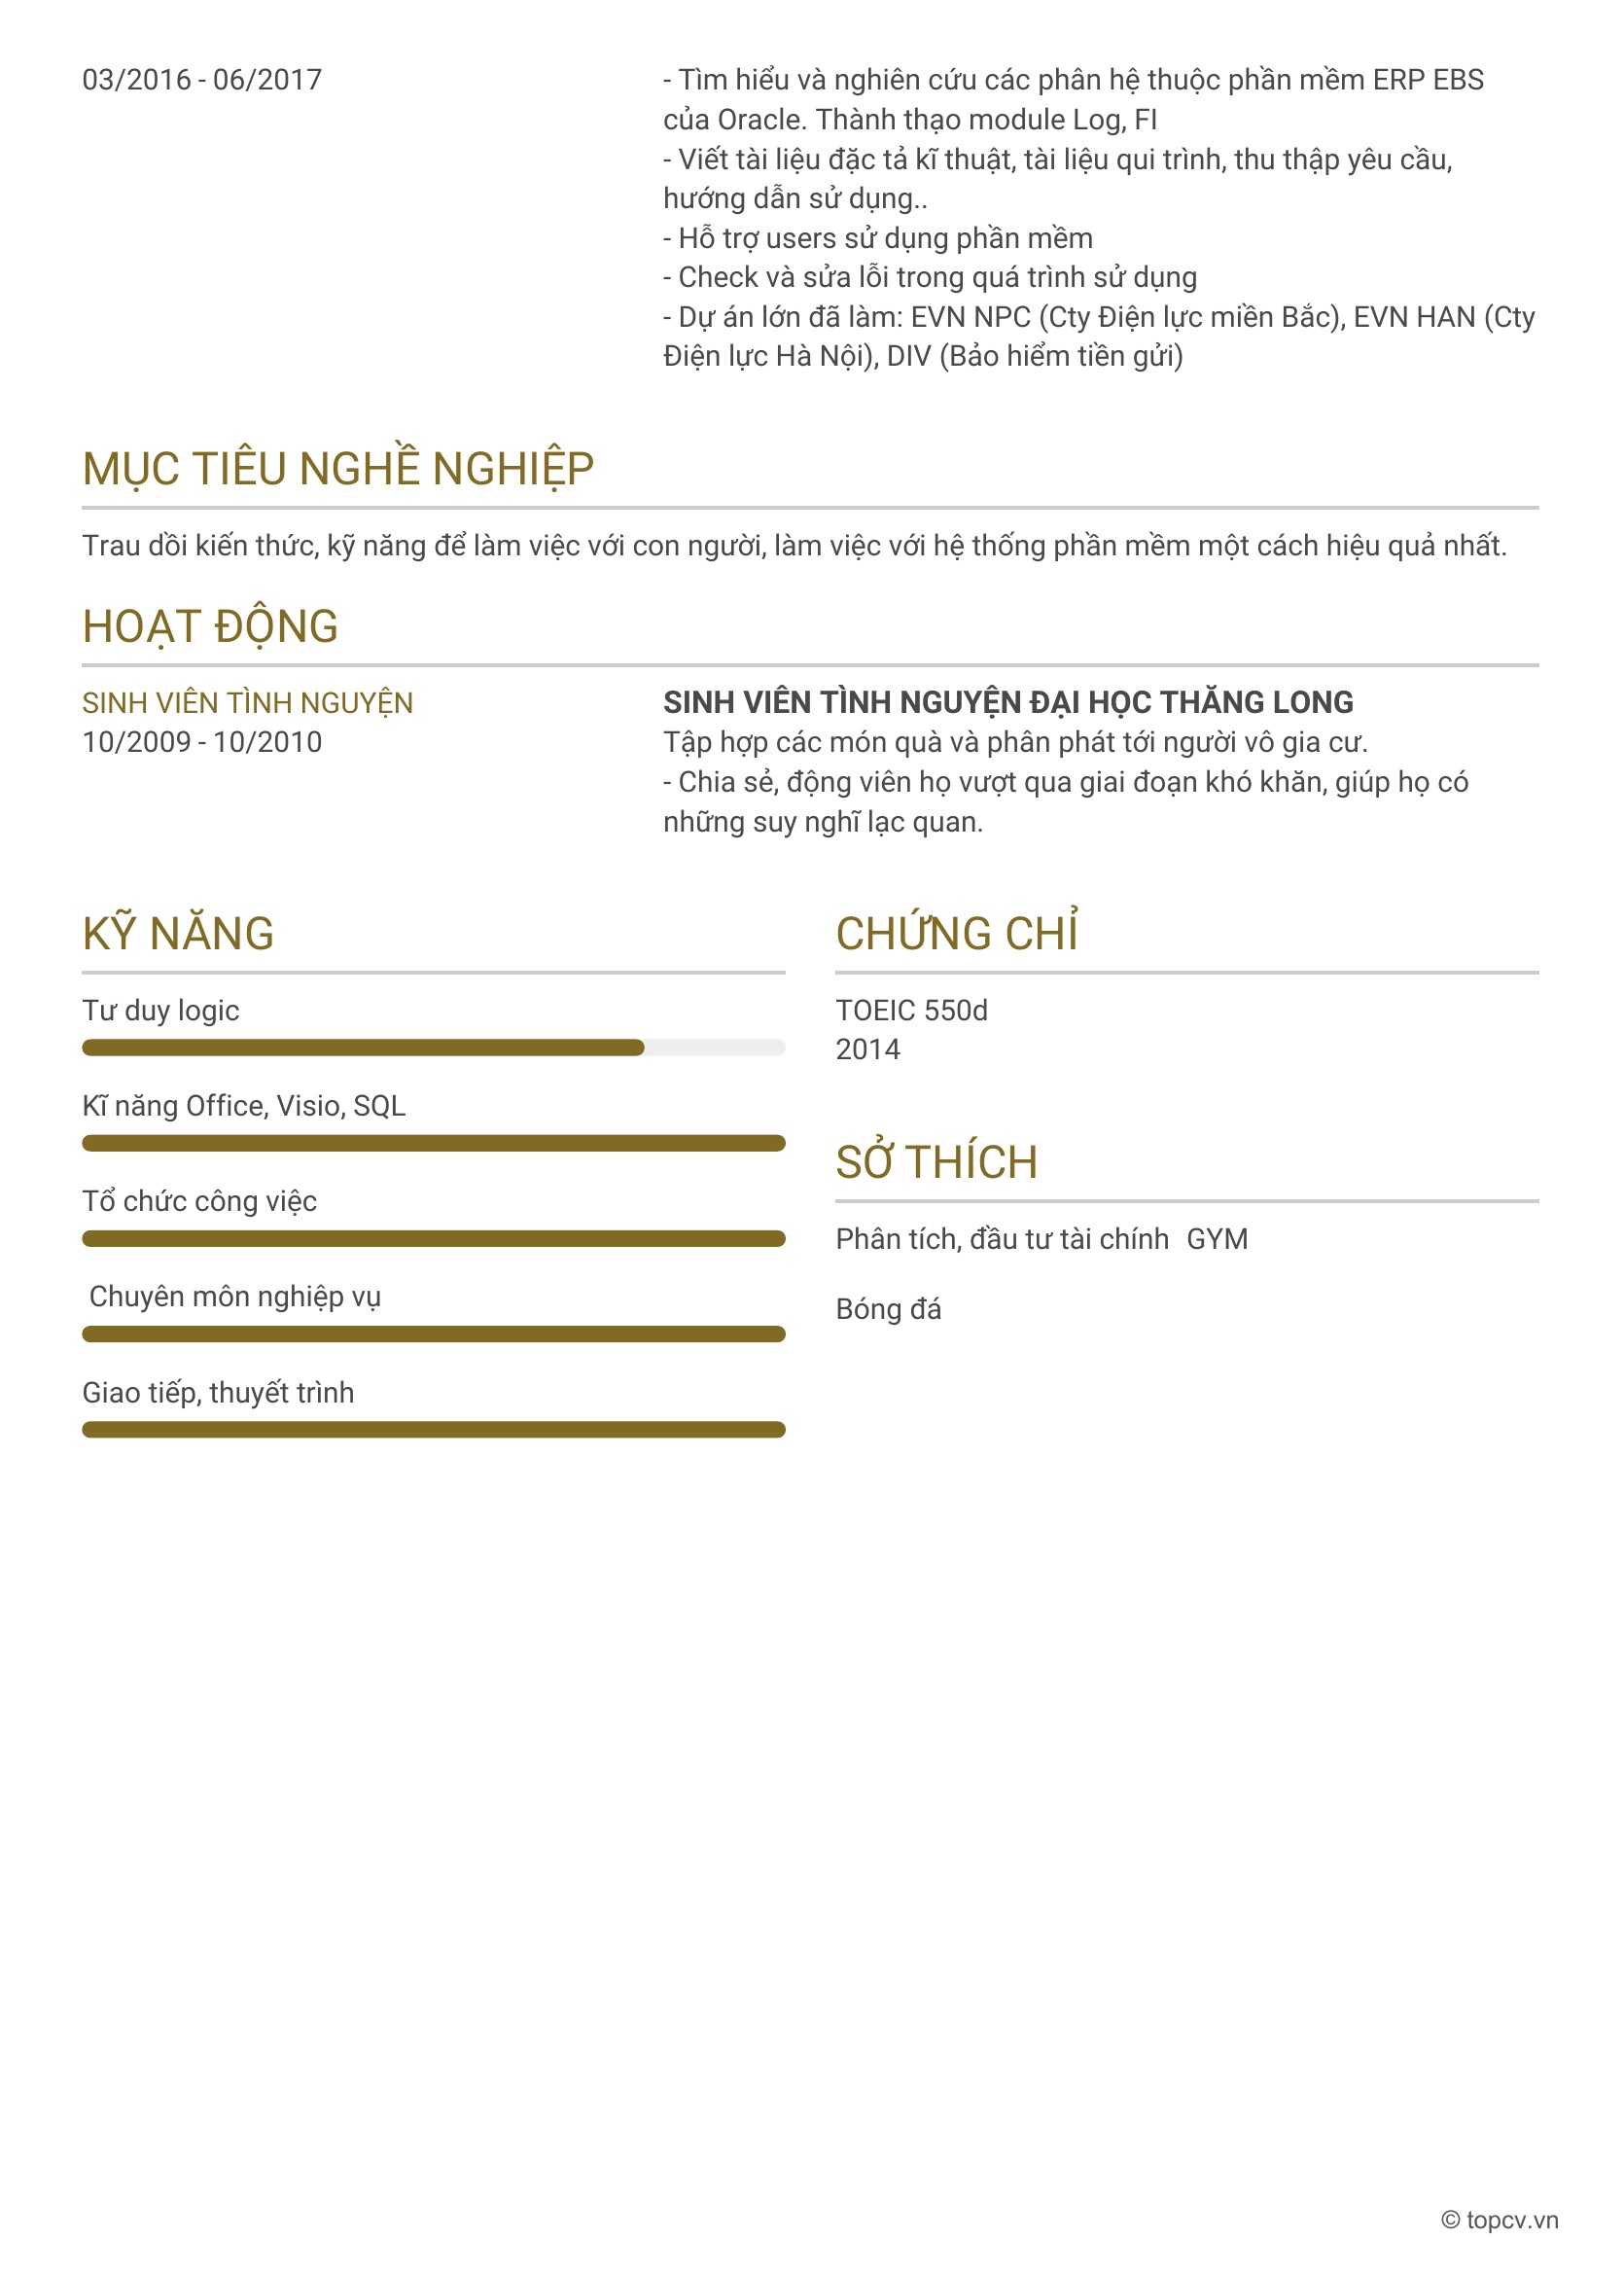 03/2016 - 06/2017
- Tìm hiểu và nghiên cứu các phân hệ thuộc phần mềm ERP EBS
của Oracle. Thành thạo module Log, FI
- Viết tài liệu đặc tả kĩ thuật, tài liệu qui trình, thu thập yêu cầu,
hướng dẫn sử dụng..
- Hỗ trợ users sử dụng phần mềm
- Check và sửa lỗi trong quá trình sử dụng
- Dự án lớn đã làm: EVN NPC (Cty Điện lực miền Bắc), EVN HAN (Cty
Điện lực Hà Nội), DIV (Bảo hiểm tiền gửi)
MỤC TIÊU NGHỀ NGHIỆP
Trau dồi kiến thức, kỹ năng để làm việc với con người, làm việc với hệ thống phần mềm một cách hiệu quả nhất.
HOẠT ĐỘNG
SINH VIÊN TÌNH NGUYỆN
10/2009 - 10/2010
SINH VIÊN TÌNH NGUYỆN ĐẠI HỌC THĂNG LONG
Tập hợp các món quà và phân phát tới người vô gia cư.
- Chia sẻ, động viên họ vượt qua giai đoạn khó khăn, giúp họ có
những suy nghĩ lạc quan.
KỸ NĂNG
Tư duy logic
Kĩ năng Office, Visio, SQL
Tổ chức công việc
Chuyên môn nghiệp vụ
Giao tiếp, thuyết trình
CHỨNG CHỈ
TOEIC 550d
2014
SỞ THÍCH
Phân tích, đầu tư tài chính GYM
Bóng đá
© topcv.vn